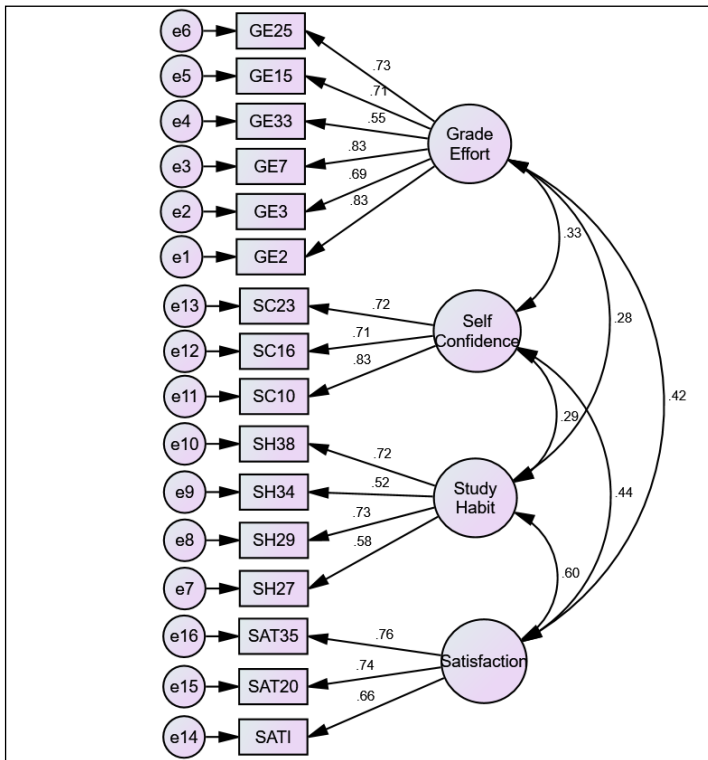 e6 GE25
.73
e5 GE15
.71
e4 GE33
.55
Grade
Effort
e3 GE7
.83
e2 GE3
.69
e1 GE2
.83
.33
e13 SC23
.72
e12 SC16
.71
Self
Confidence
e11 SC10
.83
.28
.42
.29
e10 SH38
.72
e9 SH34
.52
Study
Habit
e8 SH29
.73
e7 SH27
.58
.44
.60
e16 SAT35
.76
e15 SAT20
.74
Satisfaction
e14 SATI
.66